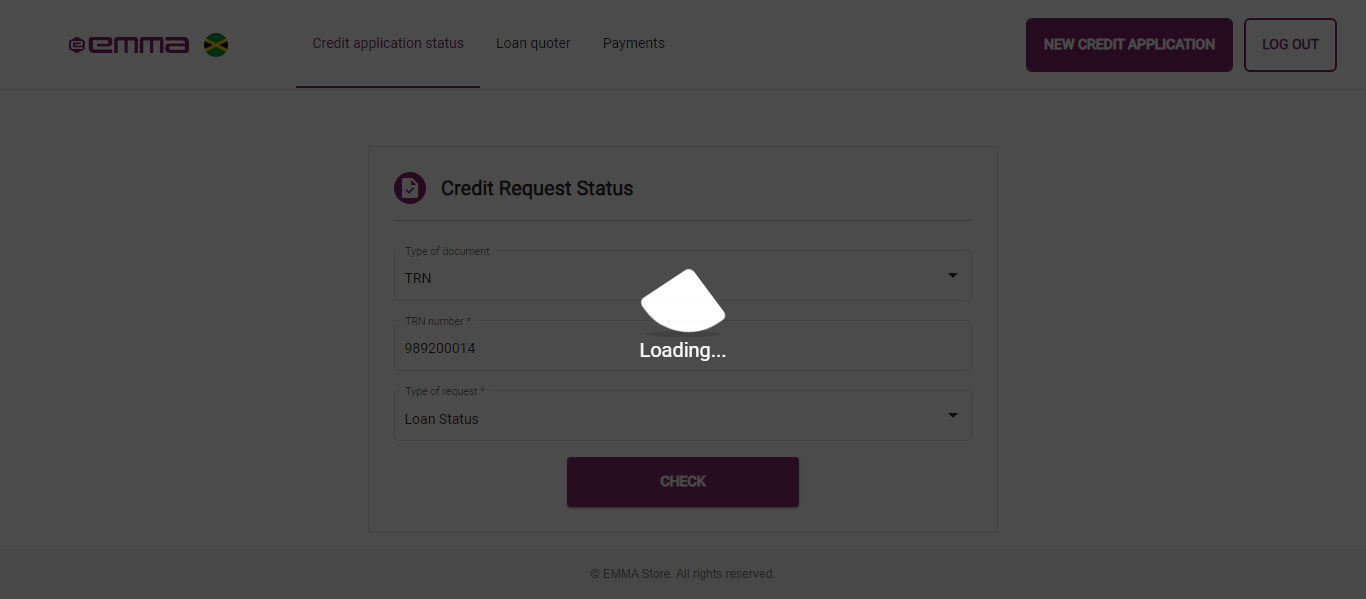 emma
Credit application status
Loan quoter
Payments
NEW CREDIT APPLICATION
LOG OUT
Credit Request Status
Type of document
TRN
TRN number *
989200014
Loading...
Type of request *
Loan Status
CHECK
© EMMA Store. All rights reserved.